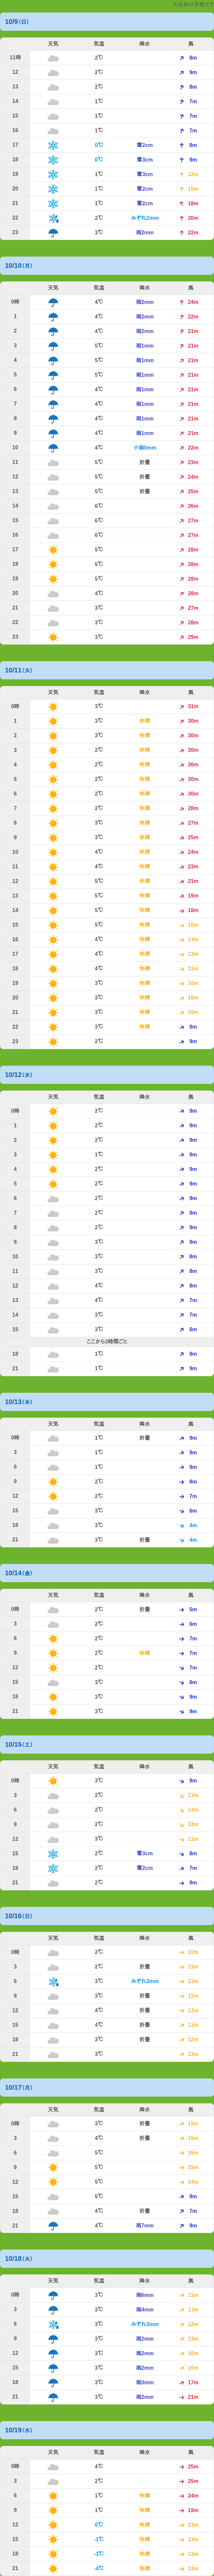 10/9(日)
天気 気温 降水 風
11時 2℃ 8m
12 2℃ 9m
13 2℃ 8m
14 1℃ 7m
15 1℃ 7m
16 1℃ 7m
17 0℃ 雪2cm 8m
18 0℃ 雪3cm 9m
19 1℃ 雪3cm 12m
20 1℃ 雪2cm 15m
21 1℃ 雪2cm 18m
22 2℃ みぞれ2mm 20m
23 3℃ 雨2mm 22m
10/10(月)
天気 気温 降水 風
0時 4℃ 雨2mm 24m
1 4℃ 雨2mm 22m
2 4℃ 雨2mm 21m
3 5℃ 雨1mm 21m
4 5℃ 雨1mm 21m
5 5℃ 雨1mm 21m
6 4℃ 雨1mm 21m
7 4℃ 雨1mm 21m
8 4℃ 雨1mm 21m
9 4℃ 雨1mm 21m
10 4℃ 小雨0mm 22m
11 5℃ 折畳 23m
12 5℃ 折畳 24m
13 5℃ 折畳 25m
14 6℃ 26m
15 6℃ 27m
16 6℃ 27m
17 5℃ 28m
18 5℃ 28m
19 5℃ 28m
20 4℃ 28m
21 3℃ 27m
22 3℃ 28m
23 3℃ 29m
10/11(火)
天気 気温 降水 風
0時 3℃ 31m
1 3℃ 快晴 30m
2 3℃ 快晴 30m
3 2℃ 快晴 30m
4 2℃ 快晴 30m
5 2℃ 快晴 30m
6 2℃ 快晴 30m
7 2℃ 快晴 28m
8 3℃ 快晴 27m
9 3℃ 快晴 25m
10 4℃ 快晴 24m
11 4℃ 快晴 23m
12 5℃ 快晴 21m
13 5℃ 快晴 19m
14 5℃ 快晴 18m
15 5℃ 快晴 16m
16 4℃ 快晴 14m
17 4℃ 快晴 13m
18 4℃ 快晴 11m
19 3℃ 快晴 10m
20 3℃ 快晴 10m
21 3℃ 快晴 10m
22 3℃ 快晴 9m
23 2℃ 9m
10/12(水)
天気 気温 降水 風
0時 2℃ 9m
1 2℃ 9m
2 2℃ 9m
3 1℃ 9m
4 2℃ 9m
5 2℃ 9m
6 2℃ 9m
7 2℃ 9m
8 2℃ 9m
9 3℃ 9m
10 3℃ 8m
11 3℃ 8m
12 4℃ 8m
13 4℃ 7m
14 3℃ 7m
15 3℃ 6m
ここから3時間ごと
18 1℃ 9m
21 1℃ 9m
10/13(木)
天気 気温 降水 風
0時 1℃ 折畳 9m
3 1℃ 9m
6 1℃ 9m
9 2℃ 8m
12 2℃ 7m
15 3℃ 6m
18 3℃ 4m
21 3℃ 折畳 4m
10/14(金)
天気 気温 降水 風
0時 2℃ 折畳 5m
3 2℃ 6m
6 2℃ 7m
9 2℃ 快晴 7m
12 2℃ 7m
15 3℃ 8m
18 3℃ 9m
21 3℃ 9m
10/15(土)
天気 気温 降水 風
0時 3℃ 9m
3 2℃ 11m
6 2℃ 14m
9 2℃ 12m
12 3℃ 11m
15 2℃ 雪3cm 8m
18 2℃ 雪2cm 7m
21 2℃ 9m
10/16(日)
天気 気温 降水 風
0時 2℃ 10m
3 2℃ 折畳 11m
6 3℃ みぞれ3mm 13m
9 3℃ 折畳 12m
12 4℃ 折畳 11m
15 4℃ 折畳 11m
18 3℃ 折畳 12m
21 3℃ 13m
10/17(月)
天気 気温 降水 風
0時 3℃ 折畳 15m
3 4℃ 折畳 15m
6 5℃ 16m
9 5℃ 15m
12 5℃ 14m
15 5℃ 9m
18 4℃ 折畳 7m
21 4℃ 雨7mm 9m
10/18(火)
天気 気温 降水 風
0時 3℃ 雨6mm 11m
3 3℃ 雨4mm 11m
6 3℃ みぞれ3mm 12m
9 3℃ 雨2mm 13m
12 3℃ 雨2mm 16m
15 3℃ 雨2mm 16m
18 3℃ 雨3mm 17m
21 3℃ 雨2mm 21m
10/19(水)
天気 気温 降水 風
0時 4℃ 25m
3 2℃ 25m
6 1℃ 快晴 24m
9 1℃ 快晴 19m
12 0℃ 快晴 13m
15 -1℃ 快晴 13m
18 -3℃ 快晴 13m
21 -4℃ 快晴 13m